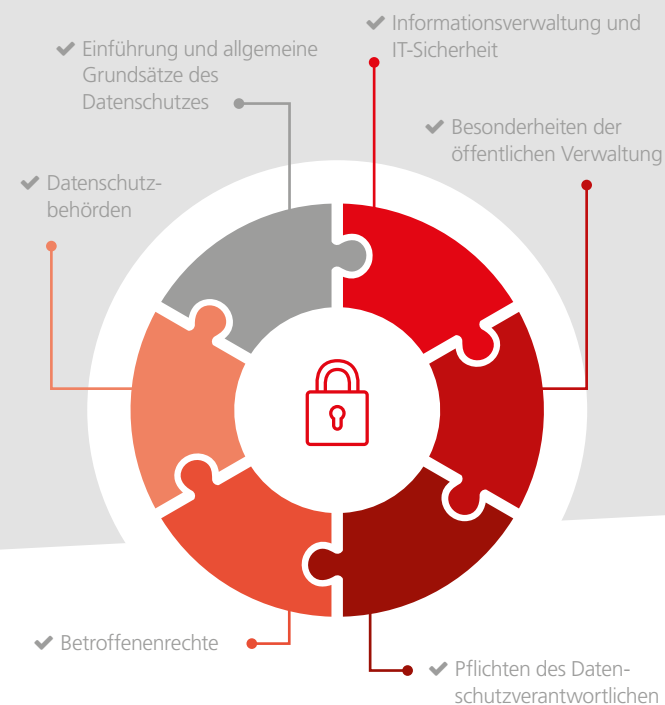 Einführung und allgemeine
Grundsätze des
Datenschutzes
Informationsverwaltung und
IT-Sicherheit
Besonderheiten der
öffentlichen Verwaltung
Datenschutz-
behörden
Betroffenenrechte
Pflichten des Daten-
schutzverantwortlichen